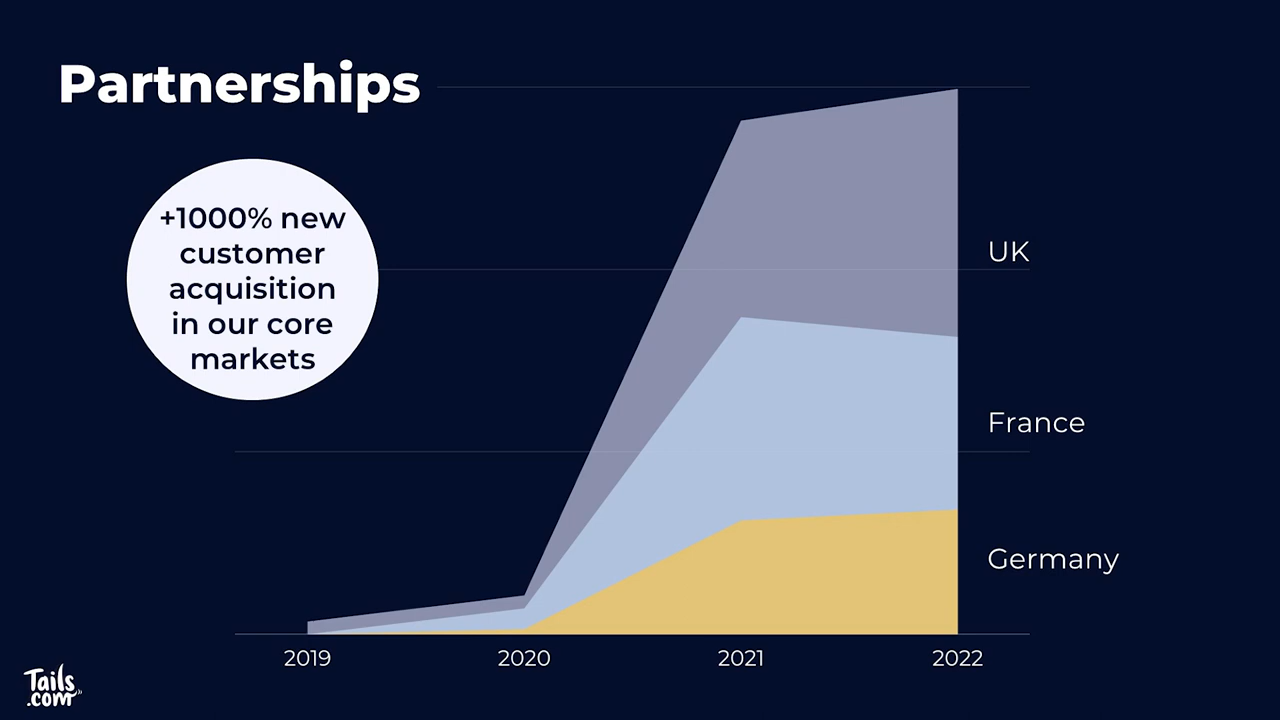 Partnerships
+1000% new
customer
acquisition
in our core
markets
UK
France
Germany
2019 2020 2021 2022
Tails
.com